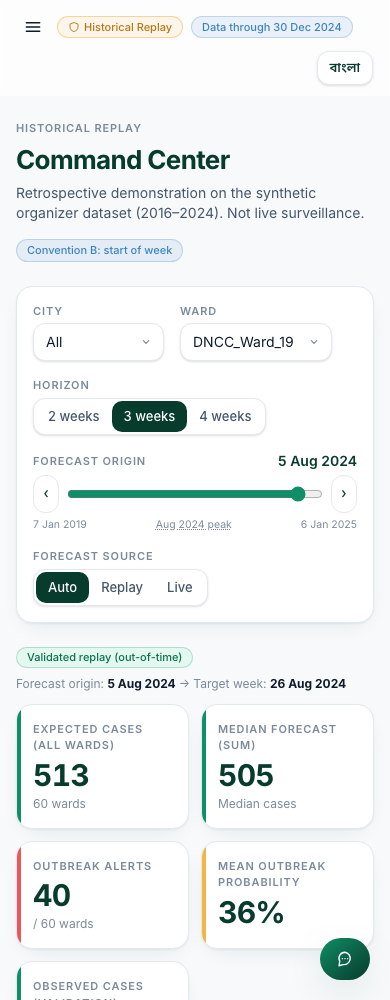 Historical Replay
Data through 30 Dec 2024
বাংলা
HISTORICAL REPLAY
Command Center
Retrospective demonstration on the synthetic
organizer dataset (2016–2024). Not live surveillance.
Convention B: start of week
CITY
WARD
All
DNCC_Ward_19
HORIZON
2 weeks
3 weeks
4 weeks
FORECAST ORIGIN
5 Aug 2024
‹
›
7 Jan 2019
Aug 2024 peak
6 Jan 2025
FORECAST SOURCE
Auto
Replay
Live
Validated replay (out-of-time)
Forecast origin: 5 Aug 2024 → Target week: 26 Aug 2024
EXPECTED CASES
(ALL WARDS)
513
60 wards
MEDIAN FORECAST
(SUM)
505
Median cases
OUTBREAK ALERTS
40
/ 60 wards
MEAN OUTBREAK
PROBABILITY
36%
OBSERVED CASES
(VALIDATION)